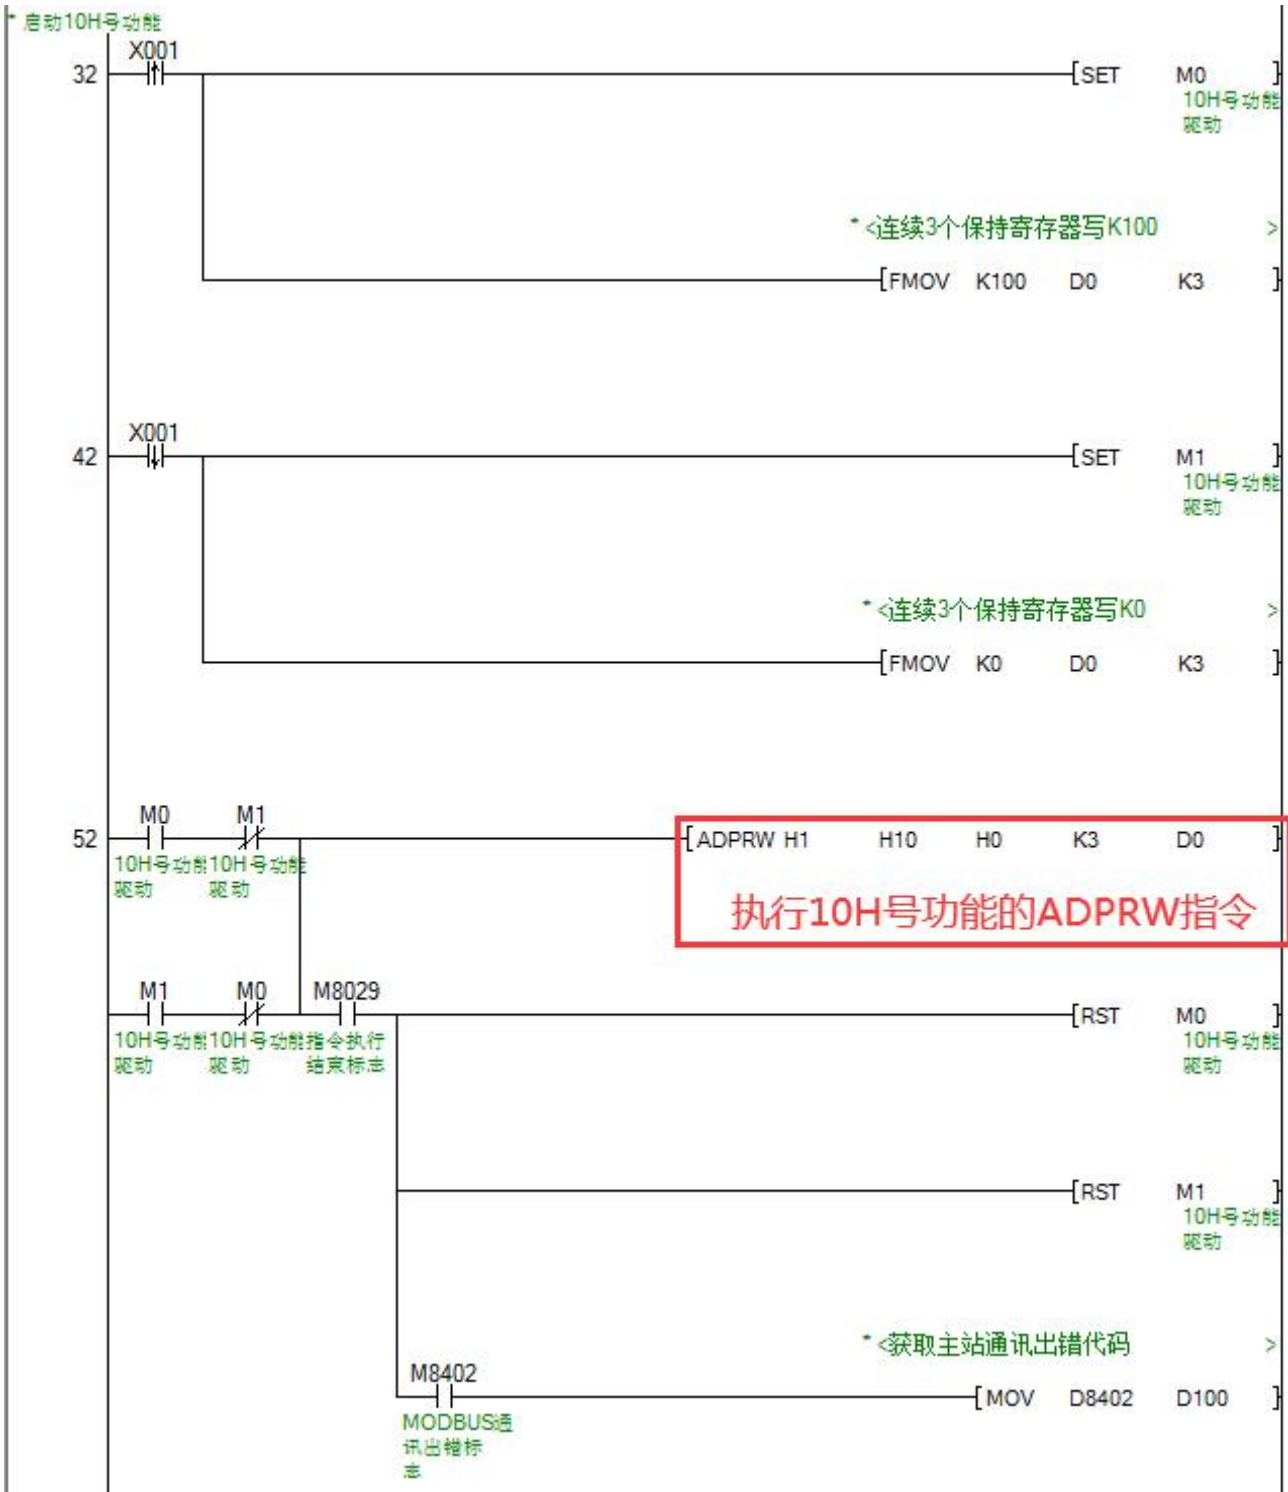 * 启动10H号功能
X001
32 [SET M0 ]
10H号功能
驱动
* <连续3个保持寄存器写K100 >
[FMOV K100 D0 K3 ]
X001
42 [SET M1 ]
10H号功能
驱动
* <连续3个保持寄存器写K0 >
[FMOV K0 D0 K3 ]
M0 M1
52 [ADPRW H1 H10 H0 K3 D0 ]
10H号功能 10H号功能
驱动 驱动
执行10H号功能的ADPRW指令
M1 M0 M8029
[RST M0 ]
10H号功能 10H号功能 指令执行 10H号功能
驱动 驱动 结束标志 驱动
[RST M1 ]
10H号功能
驱动
* <获取主站通讯出错代码 >
M8402
[MOV D8402 D100 ]
MODBUS通
讯出错标
志